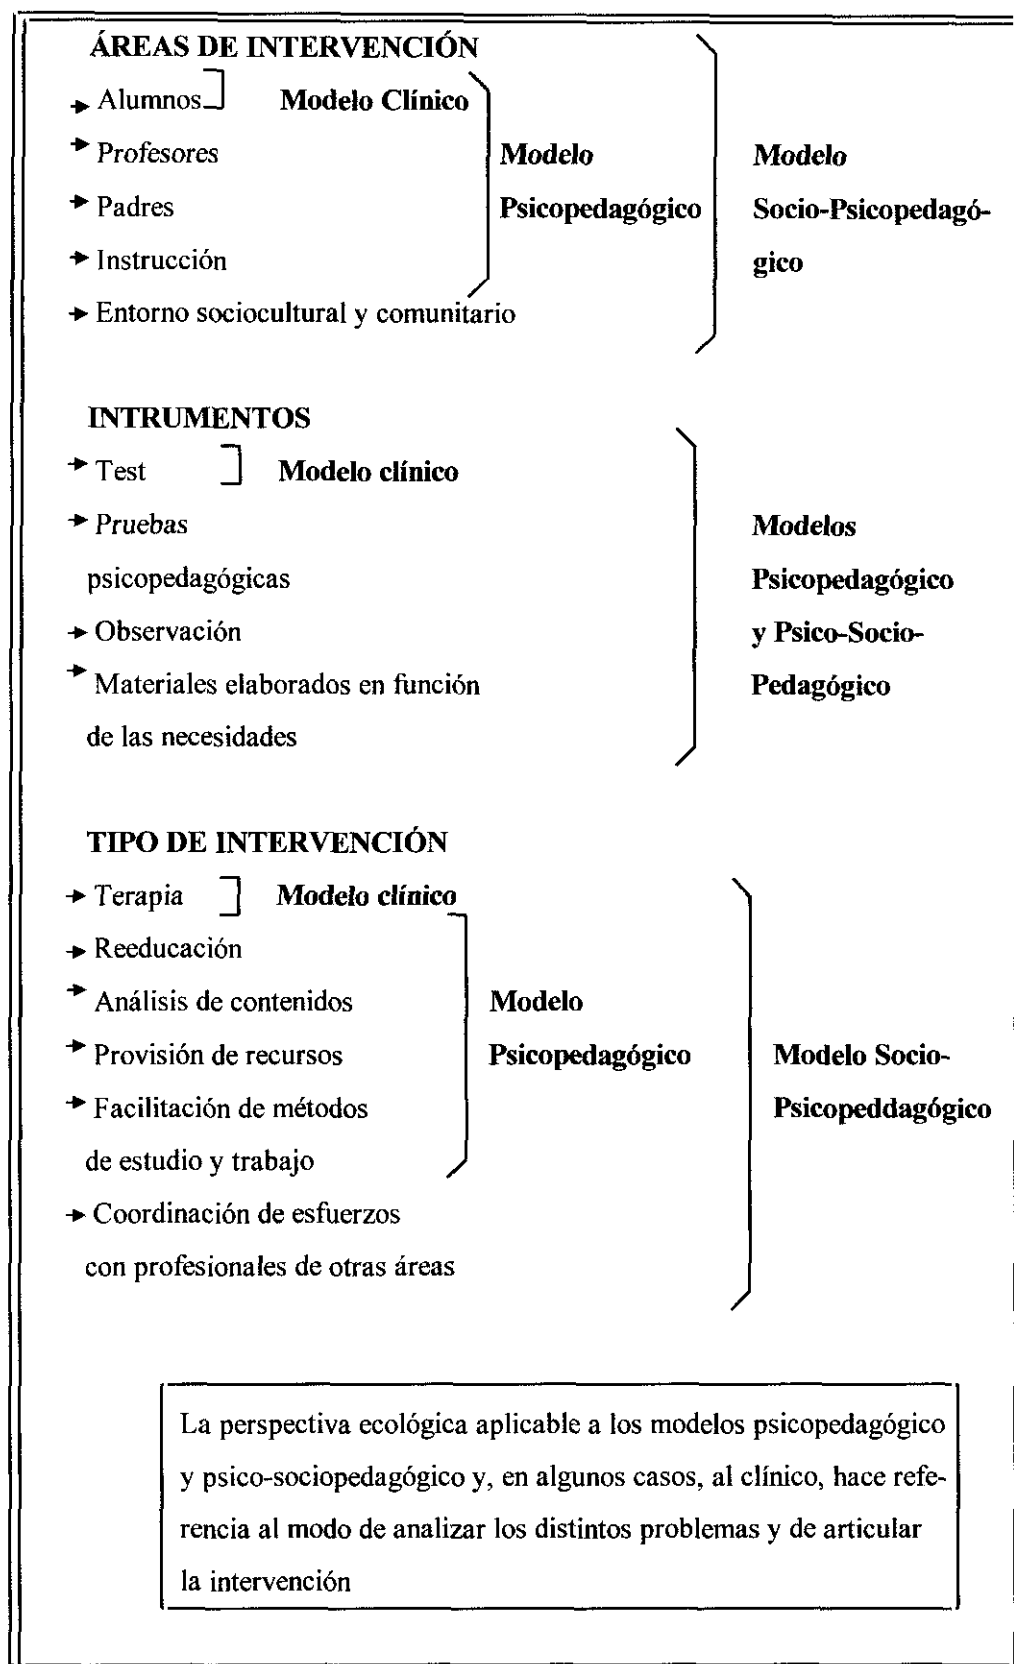 ÁREAS DE INTERVENCIÓN
Alumnos Modelo Clínico
Profesores Modelo Modelo
Padres Psicopedagógico Socio-Psicopedagó-
Instrucción gico
Entorno sociocultural y comunitario
INTRUMENTOS
Test Modelo clínico
Pruebas Modelos
psicopedagógicas Psicopedagógico
Observación y Psico-Socio-
Materiales elaborados en función Pedagógico
de las necesidades
TIPO DE INTERVENCIÓN
Terapia Modelo clínico
Reeducación
Análisis de contenidos Modelo
Provisión de recursos Psicopedagógico Modelo Socio-
Facilitación de métodos Psicopeddagógico
de estudio y trabajo
Coordinación de esfuerzos
con profesionales de otras áreas
La perspectiva ecológica aplicable a los modelos psicopedagógico
y psico-sociopedagógico y, en algunos casos, al clínico, hace refe-
rencia al modo de analizar los distintos problemas y de articular
la intervención